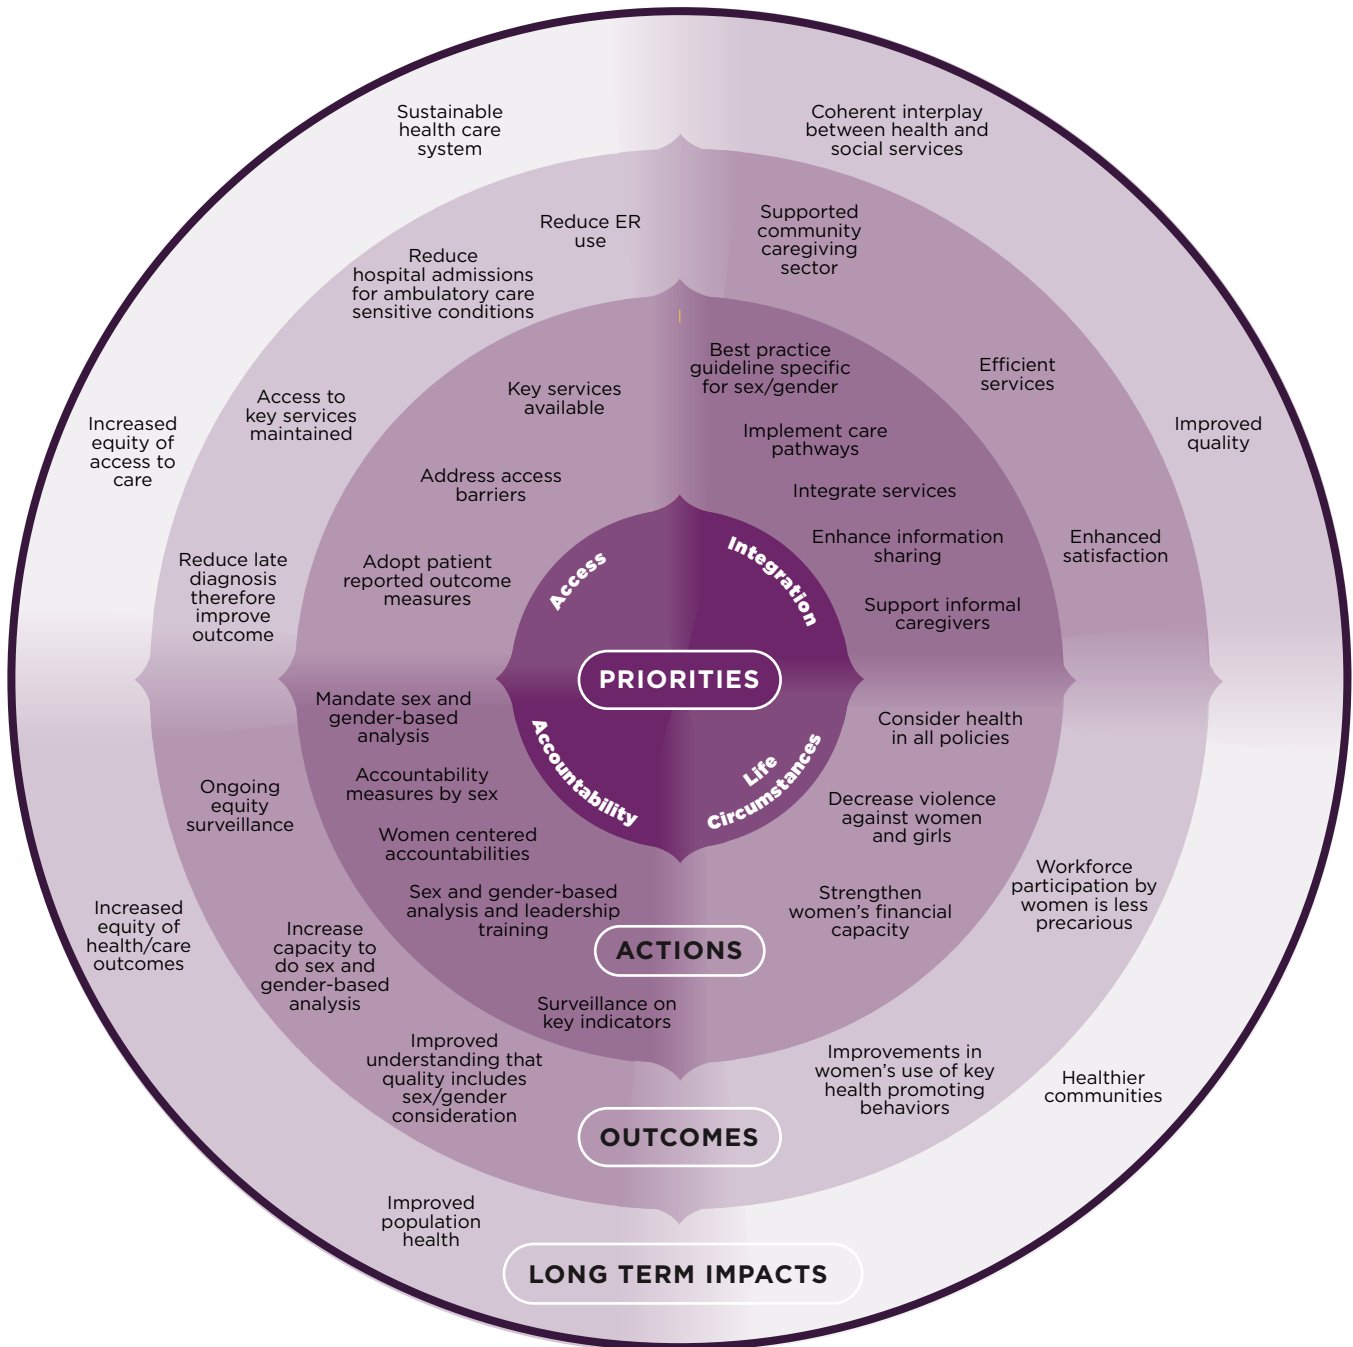 Sustainable
health care
system
Coherent interplay
between health and
social services
Reduce ER
use
Reduce
hospital admissions
for ambulatory care
sensitive conditions
Supported
community
caregiving
sector
Key services
available
Best practice
guideline specific
for sex/gender
Efficient
services
Access to
key services
maintained
Increased
equity of
access to
care
Implement care
pathways
Improved
quality
Address access
barriers
Integrate services
Reduce late
diagnosis
therefore
improve
outcome
Adopt patient
reported outcome
measures
Access
Integration
Enhance information
sharing
Enhanced
satisfaction
Support informal
caregivers
PRIORITIES
Mandate sex and
gender-based
analysis
Accountability
Life
Circumstances
Consider health
in all policies
Ongoing
equity
surveillance
Accountability
measures by sex
Decrease violence
against women
and girls
Women centered
accountabilities
Workforce
participation by
women is less
precarious
Increased
equity of
health/care
outcomes
Sex and gender-based
analysis and leadership
training
Strengthen
women’s financial
capacity
ACTIONS
Increase
capacity to
do sex and
gender-based
analysis
Surveillance on
key indicators
Improved
understanding that
quality includes
sex/gender
consideration
Improvements in
women’s use of key
health promoting
behaviors
Healthier
communities
OUTCOMES
Improved
population
health
LONG TERM IMPACTS